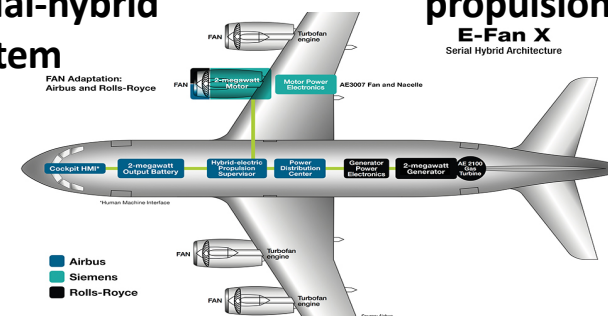 ial-hybrid
propulsion
tem
E-Fan X
Serial Hybrid Architecture
FAN
Turbofan
engine
FAN Adaptation:
Airbus and Rolls-Royce
FAN
2-megawatt
Motor
Motor Power
Electronics
AE3007 Fan and Nacelle
Cockpit HMI*
2-megawatt
Output Battery
Hybrid-electric
Propulsion
Supervisor
Power
Distribution
Center
Generator
Power
Electronics
2-megawatt
Generator
AE 2100
Gas
Turbine
*Human Machine Interface
FAN
Turbofan
engine
Airbus
Siemens
Rolls-Royce
FAN
Turbofan
engine